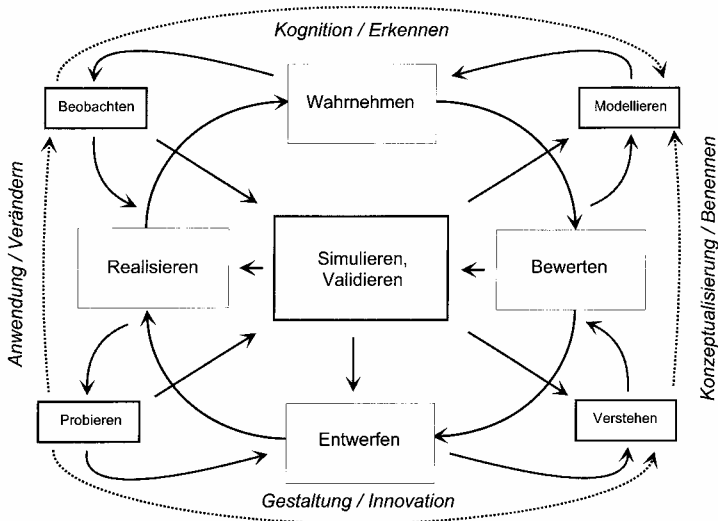 Kognition / Erkennen
Beobachten
Wahrnehmen
Modellieren
Anwendung / Verändern
Realisieren
Simulieren,
Validieren
Bewerten
Konzeptualisierung / Benennen
Probieren
Entwerfen
Verstehen
Gestaltung / Innovation